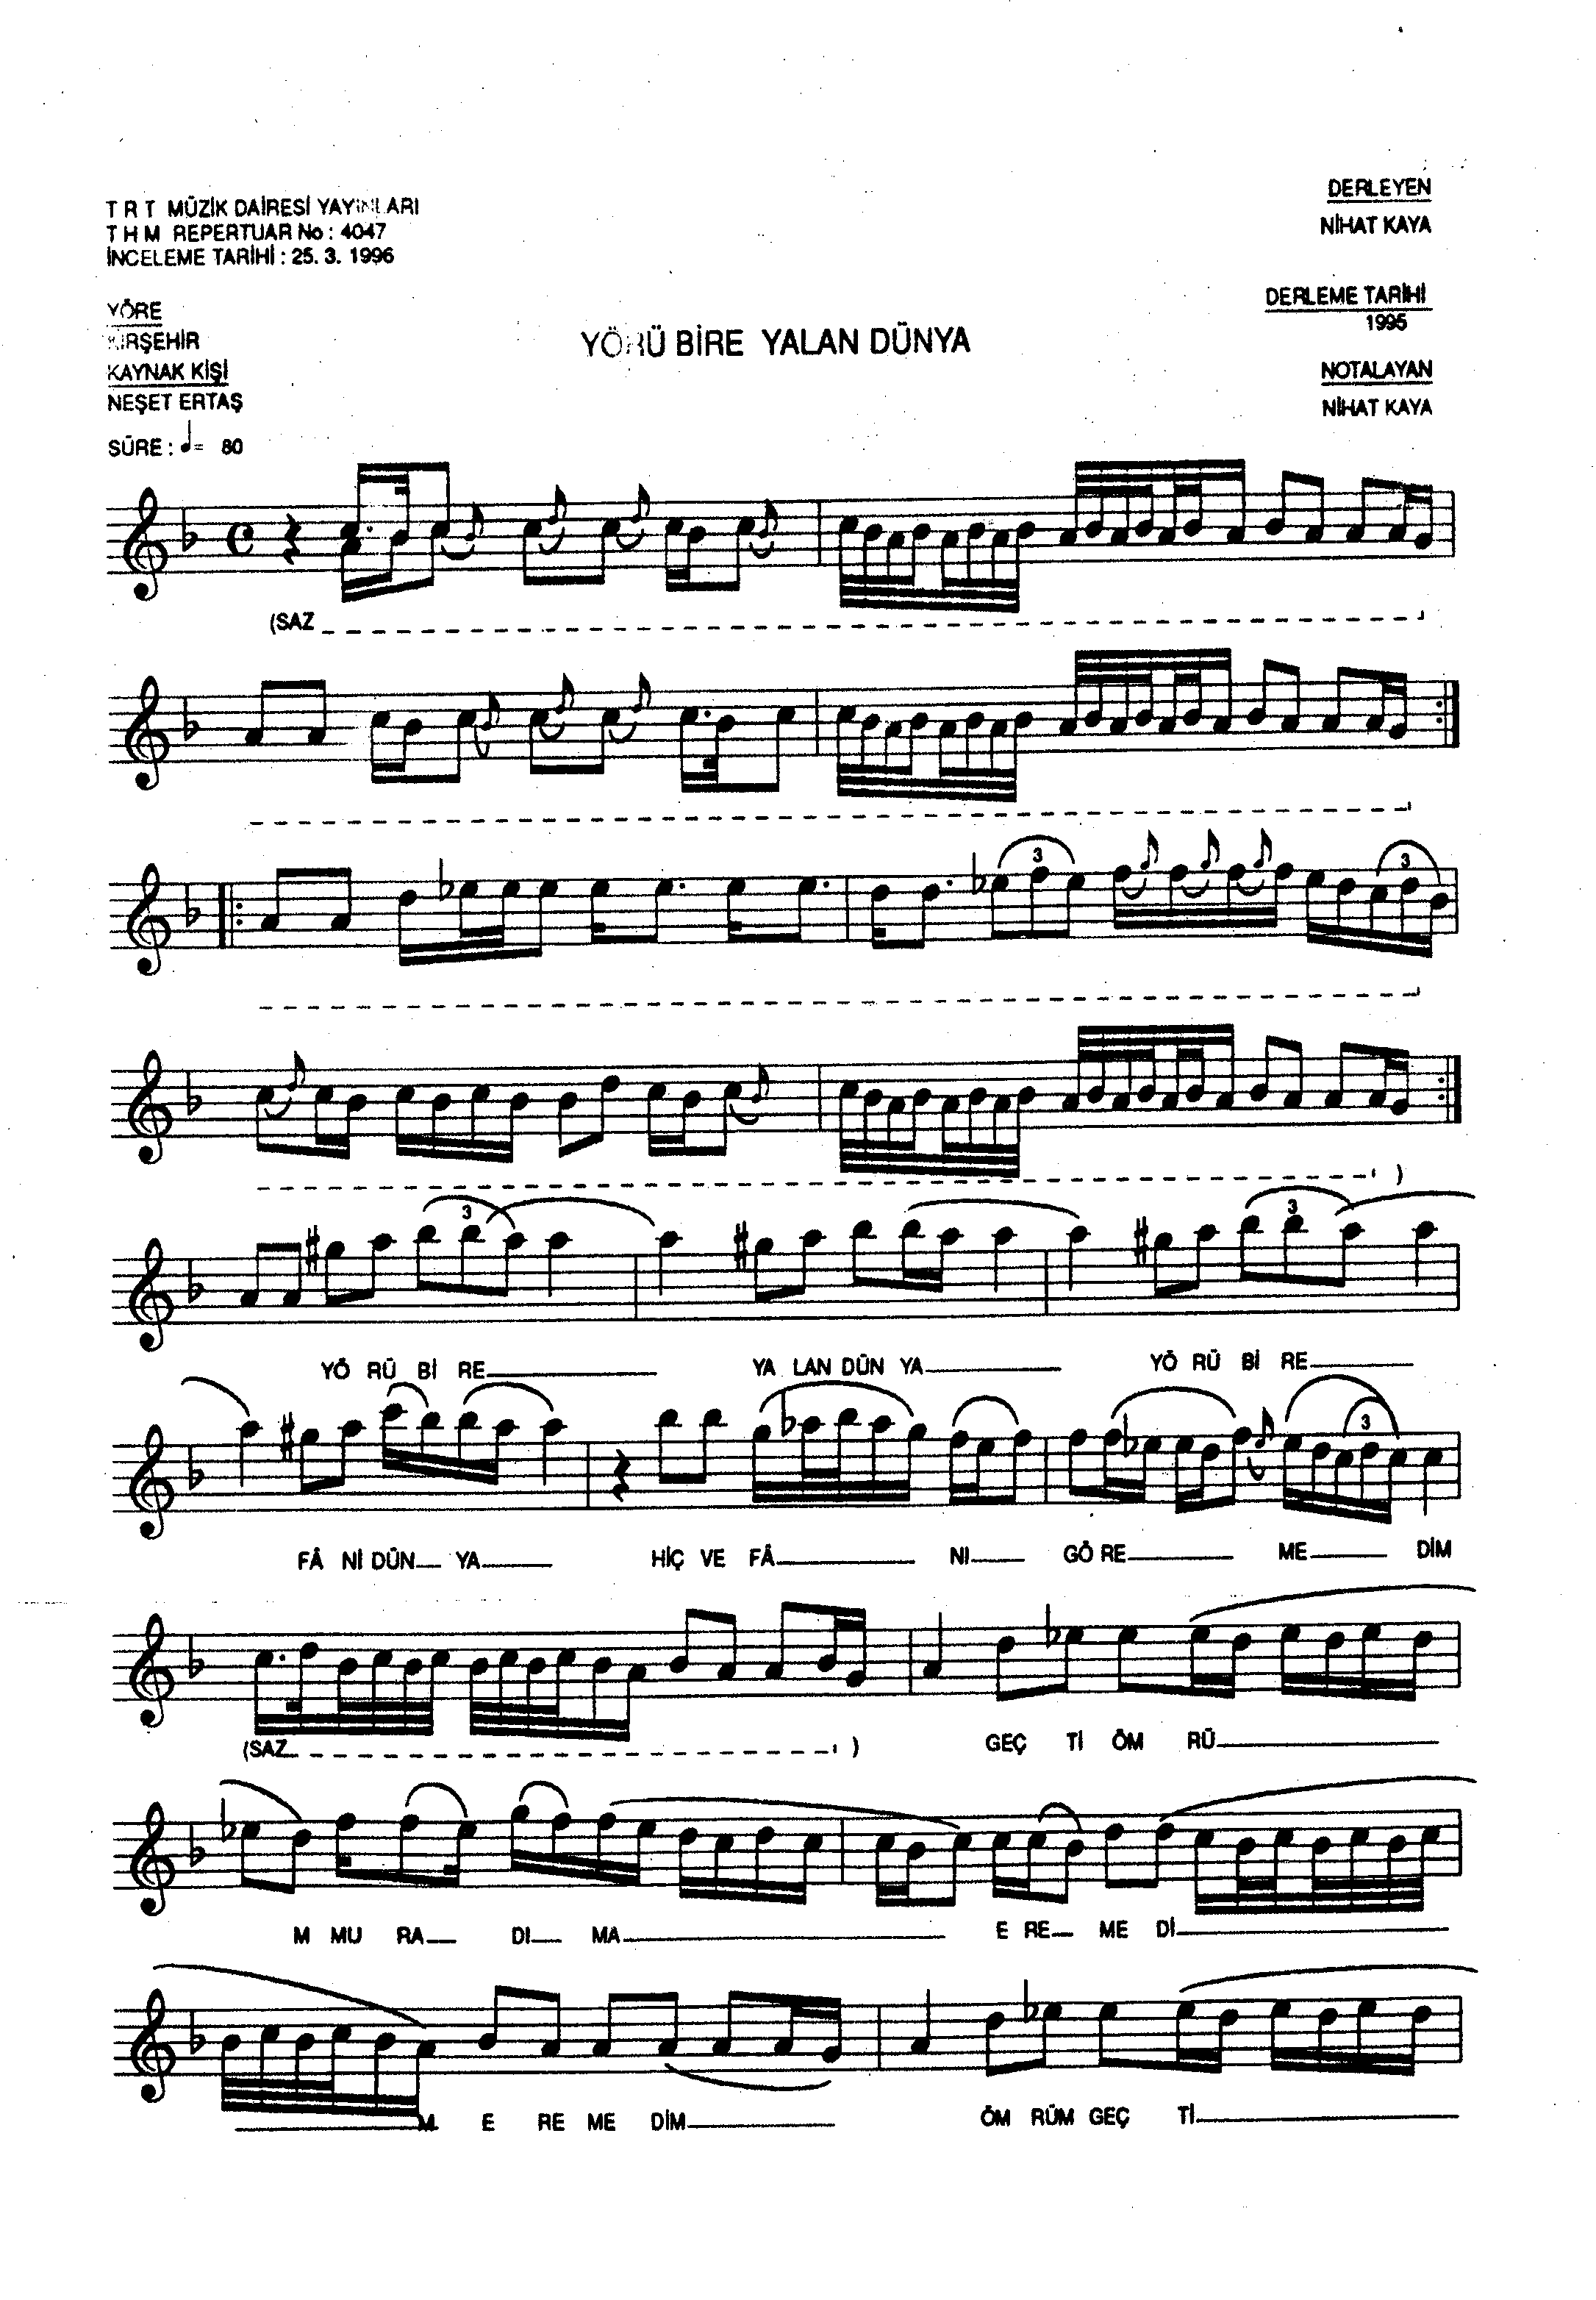 T R T MÜZİK DAİRESİ YAYINLARI
T H M REPERTUAR No : 4047
İNCELEME TARİHİ : 25. 3. 1996
DERLEYEN
NİHAT KAYA
YÖRE
KIRŞEHİR
KAYNAK KİŞİ
NEŞET ERTAŞ
SÜRE : ♩= 80
YÖRÜ BİRE YALAN DÜNYA
DERLEME TARİHİ
1995
NOTALAYAN
NİHAT KAYA
(SAZ
3 3
)
3 3
YÖ RÜ Bİ RE YA LAN DÜN YA YÖ RÜ Bİ RE
3
FÂ Nİ DÜN YA HİÇ VE FÂ NI GÖ RE ME DİM
(SAZ ) GEÇ Tİ ÖM RÜ
M MU RA DI MA E RE ME Dİ
M E RE ME DİM ÖM RÜM GEÇ Tİ